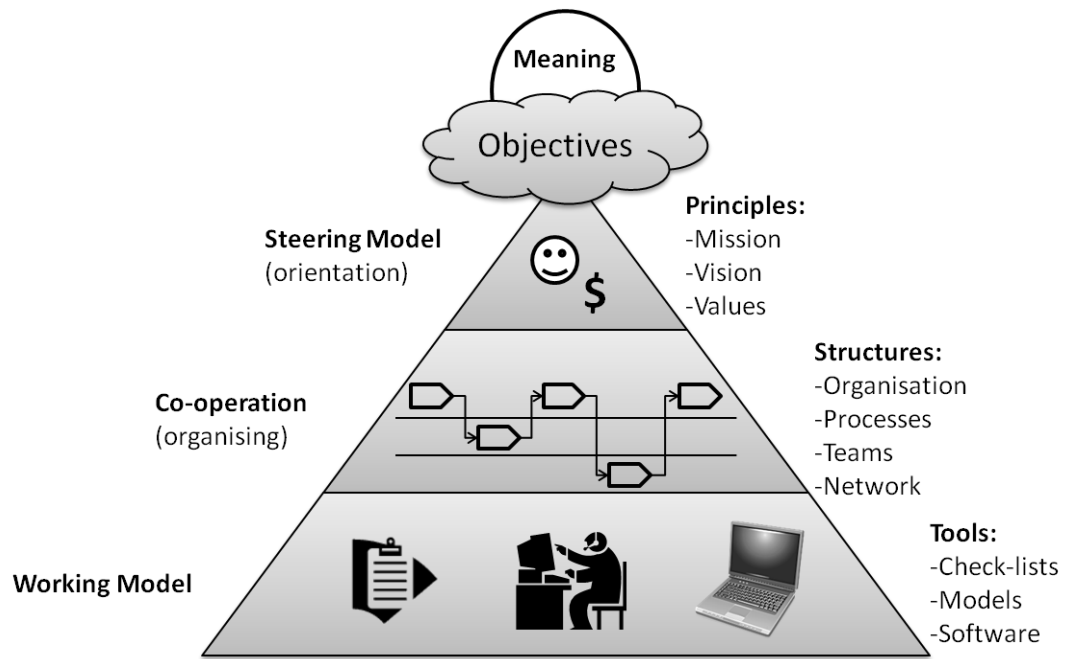 Meaning
Objectives
Steering Model
(orientation)
$
Principles:
-Mission
-Vision
-Values
Co-operation
(organising)
Structures:
-Organisation
-Processes
-Teams
-Network
Working Model
Tools:
-Check-lists
-Models
-Software